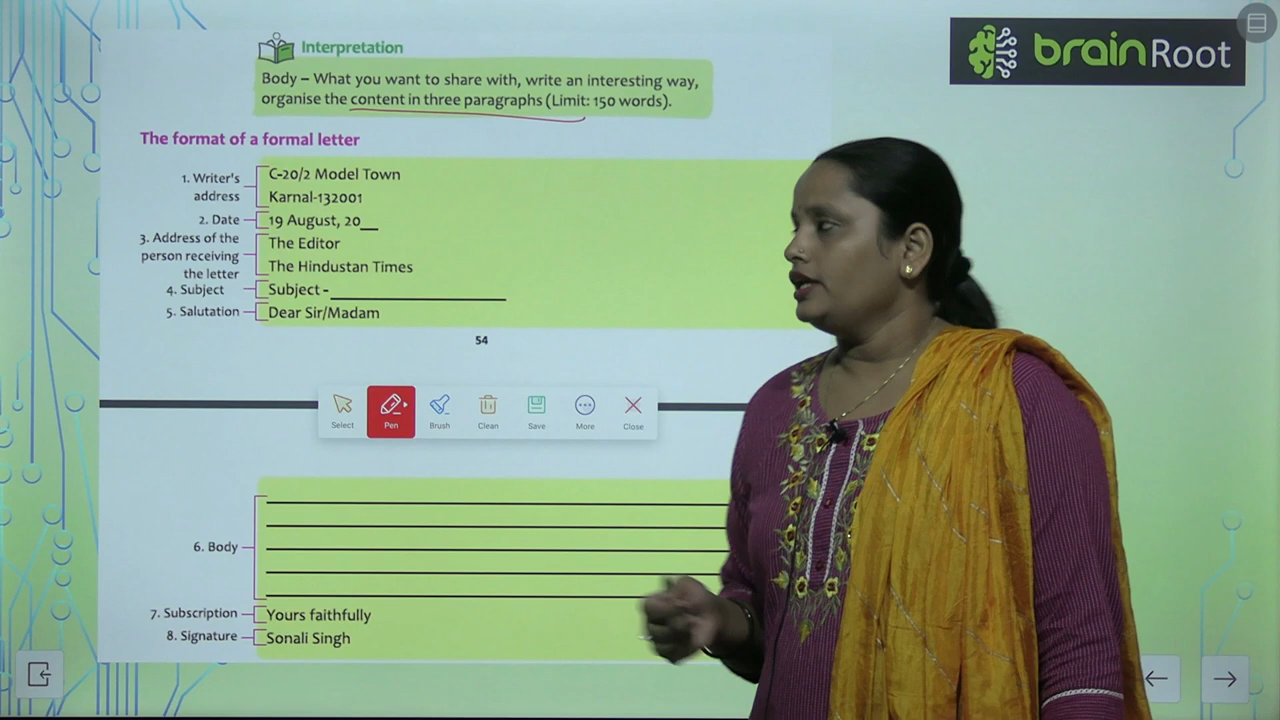 Interpretation
Body – What you want to share with, write an interesting way,
organise the content in three paragraphs (Limit: 150 words).
brainRoot
The format of a formal letter
1. Writer's
address
C-20/2 Model Town
Karnal-132001
2. Date
19 August, 20__
3. Address of the
person receiving
the letter
The Editor
The Hindustan Times
4. Subject
Subject - ____________________
5. Salutation
Dear Sir/Madam
54
Select
Pen
Brush
Clean
Save
More
Close
6. Body
7. Subscription
Yours faithfully
8. Signature
Sonali Singh